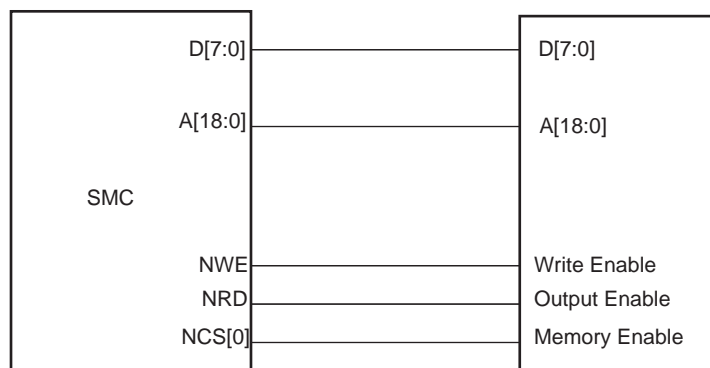 D[7:0] D[7:0]
A[18:0] A[18:0]
SMC
NWE Write Enable
NRD Output Enable
NCS[0] Memory Enable